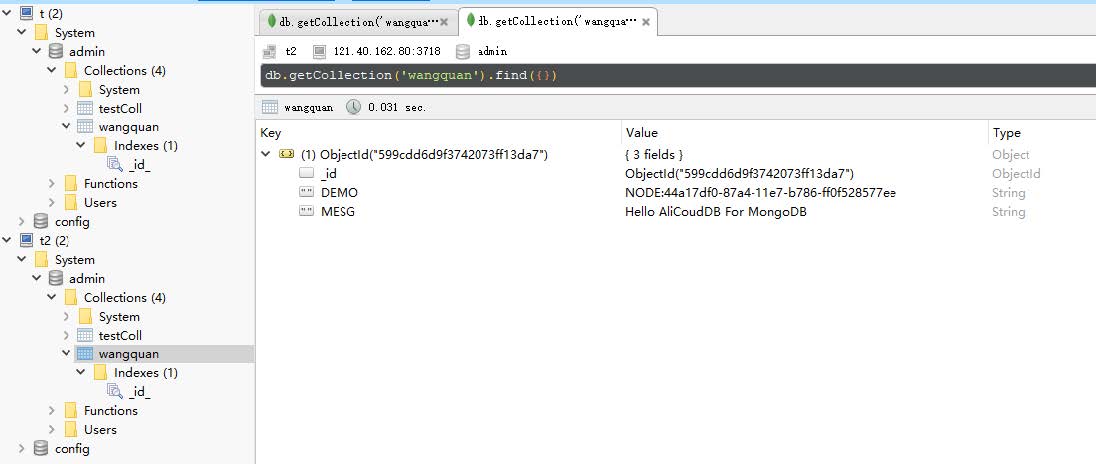 t (2)
System
admin
Collections (4)
System
testColl
wangquan
Indexes (1)
_id_
Functions
Users
config
t2 (2)
System
admin
Collections (4)
System
testColl
wangquan
Indexes (1)
_id_
Functions
Users
config
db.getCollection('wangqua… db.getCollection('wangquan'…
t2 121.40.162.80:3718 admin
db.getCollection('wangquan').find({})
wangquan 0.031 sec.
Key Value Type
(1) ObjectId("599cdd6d9f3742073ff13da7") { 3 fields } Object
_id ObjectId("599cdd6d9f3742073ff13da7") ObjectId
DEMO NODE:44a17df0-87a4-11e7-b786-ff0f528577ee String
MESG Hello AliCoudDB For MongoDB String